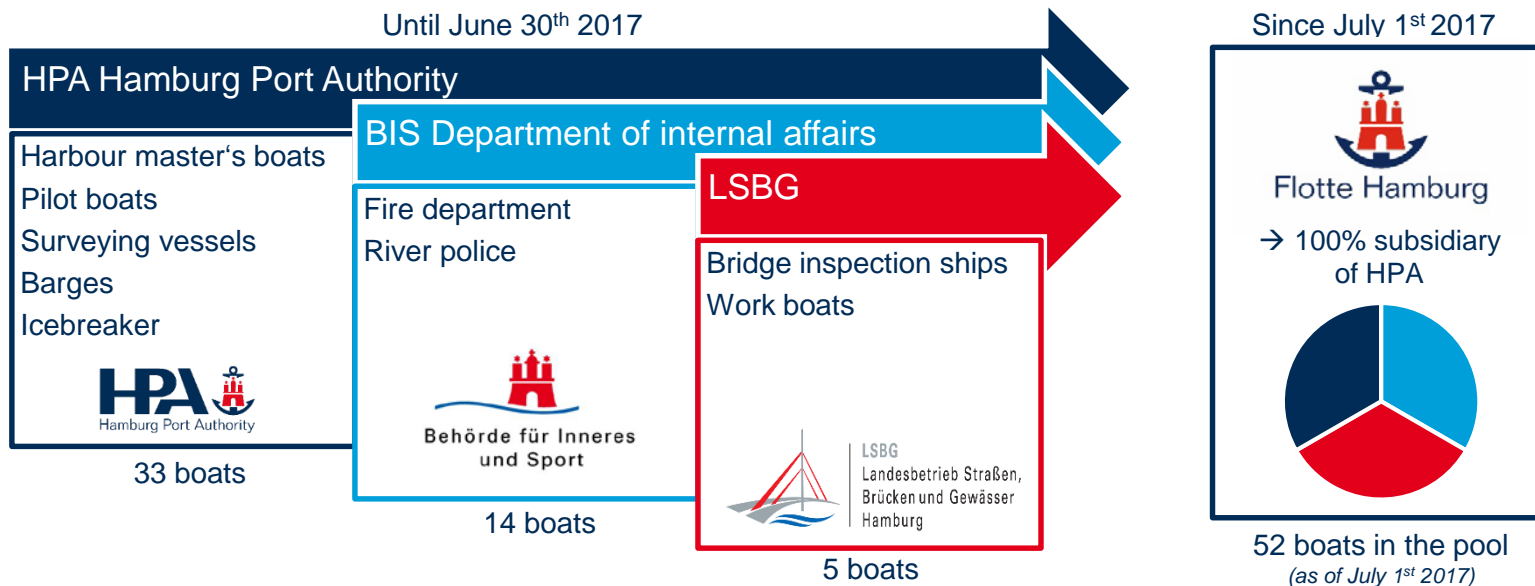 Until June 30th 2017
HPA Hamburg Port Authority
Harbour master‘s boats
Pilot boats
Surveying vessels
Barges
Icebreaker
HPA
Hamburg Port Authority
33 boats
BIS Department of internal affairs
Fire department
River police
Behörde für Inneres
und Sport
14 boats
LSBG
Bridge inspection ships
Work boats
LSBG
Landesbetrieb Straßen,
Brücken und Gewässer
Hamburg
5 boats
Since July 1st 2017
Flotte Hamburg
→ 100% subsidiary
of HPA
52 boats in the pool
(as of July 1st 2017)